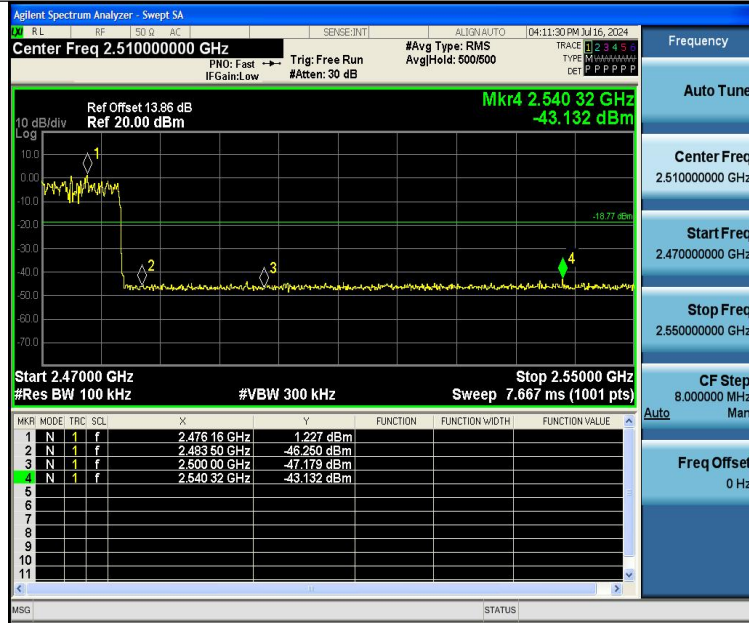 Agilent Spectrum Analyzer - Swept SA
RL RF 50 Ω AC SENSE:INT ALIGN AUTO 04:11:30 PM Jul 16, 2024
Center Freq 2.510000000 GHz
PNO: Fast
IFGain:Low
Trig: Free Run
#Atten: 30 dB
#Avg Type: RMS
Avg|Hold: 500/500
TRACE 1 2 3 4 5 6
TYPE M
DET P P P P P P
Ref Offset 13.86 dB
10 dB/div Ref 20.00 dBm
Log
Mkr4 2.540 32 GHz
-43.132 dBm
10.0
0.00
-10.0
-20.0
-30.0
-40.0
-50.0
-60.0
-70.0
1
2
3
4
-18.77 dBm
Start 2.47000 GHz Stop 2.55000 GHz
#Res BW 100 kHz #VBW 300 kHz Sweep 7.667 ms (1001 pts)
MKR MODE TRC SCL X Y FUNCTION FUNCTION WIDTH FUNCTION VALUE
1 N 1 f 2.476 16 GHz 1.227 dBm
2 N 1 f 2.483 50 GHz -46.250 dBm
3 N 1 f 2.500 00 GHz -47.179 dBm
4 N 1 f 2.540 32 GHz -43.132 dBm
5
6
7
8
9
10
11
MSG STATUS
Frequency
Auto Tune
Center Freq
2.510000000 GHz
Start Freq
2.470000000 GHz
Stop Freq
2.550000000 GHz
CF Step
8.000000 MHz
Auto Man
Freq Offset
0 Hz